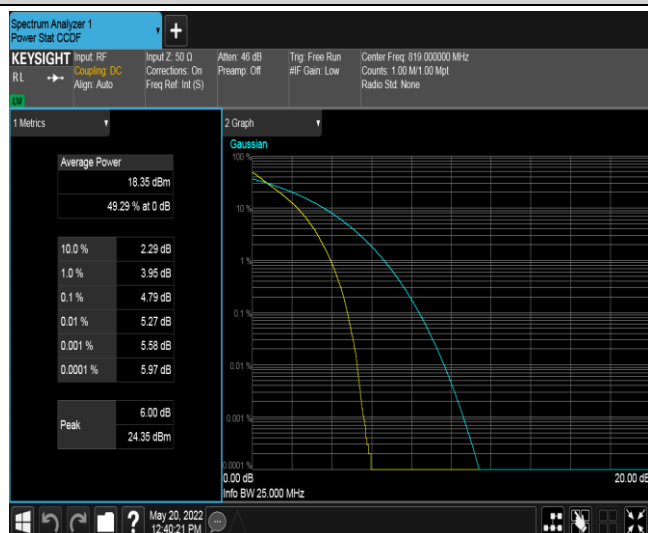 Spectrum Analyzer 1
Power Stat CCDF
+
KEYSIGHT
RL
LXI
Input: RF
Coupling: DC
Align: Auto
Input Z: 50 Ω
Corrections: On
Freq Ref: Int (S)
Atten: 46 dB
Preamp: Off
Trig: Free Run
#IF Gain: Low
Center Freq: 819.000000 MHz
Counts: 1.00 M/1.00 Mpt
Radio Std: None
1 Metrics
Average Power
18.35 dBm
49.29 % at 0 dB
10.0 % 2.29 dB
1.0 % 3.95 dB
0.1 % 4.79 dB
0.01 % 5.27 dB
0.001 % 5.58 dB
0.0001 % 5.97 dB
Peak
6.00 dB
24.35 dBm
2 Graph
Gaussian
100 %
10 %
1 %
0.1 %
0.01 %
0.001 %
0.0001 %
0.00 dB 20.00 dB
Info BW 25.000 MHz
?
May 20, 2022
12:40:21 PM